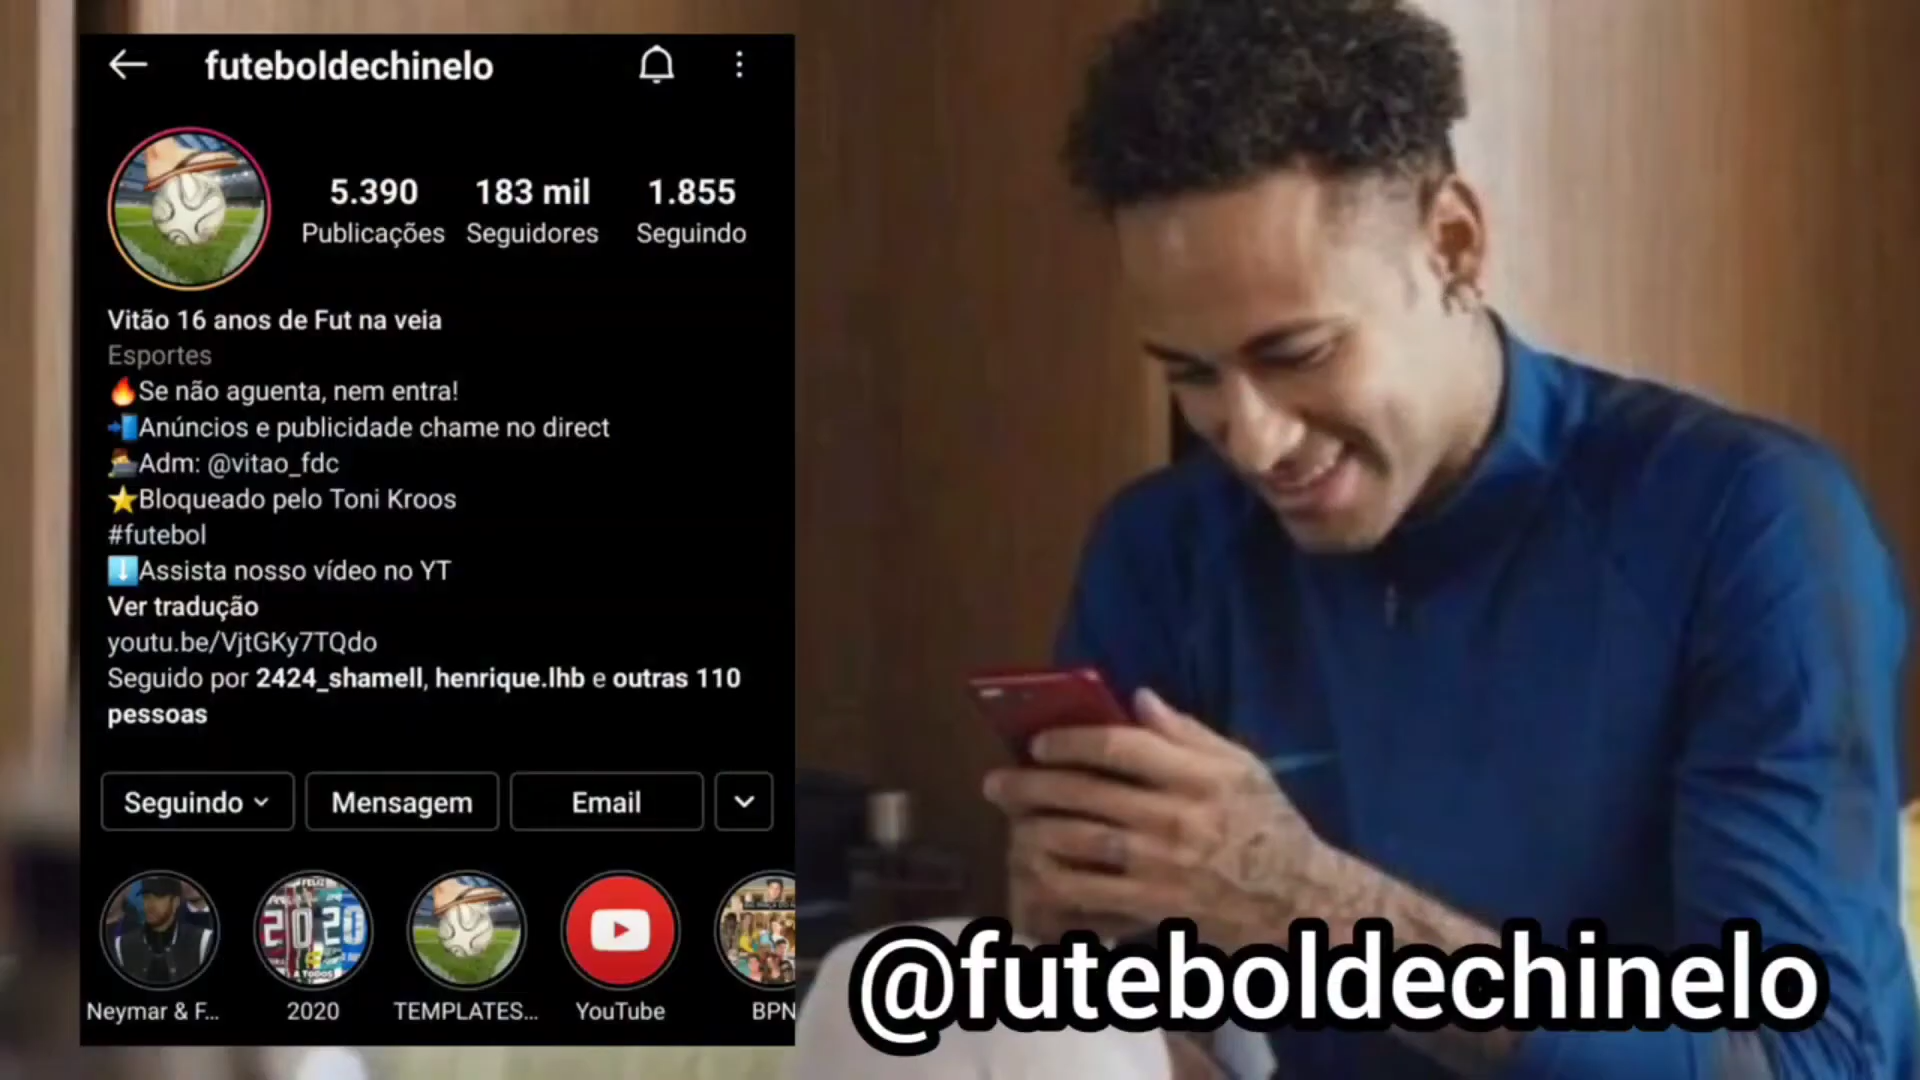 futeboldechinelo
5.390 183 mil 1.855
Publicações Seguidores Seguindo
Vitão 16 anos de Fut na veia
Esportes
🔥Se não aguenta, nem entra!
📲Anúncios e publicidade chame no direct
Adm: @vitao_fdc
⭐Bloqueado pelo Toni Kroos
#futebol
⬇️Assista nosso vídeo no YT
Ver tradução
youtu.be/VjtGKy7TQdo
Seguido por 2424_shamell, henrique.lhb e outras 110
pessoas
Seguindo Mensagem Email
FELIZ
2020
A TODOS
Neymar & F... 2020 TEMPLATES... YouTube BPN
@futeboldechinelo